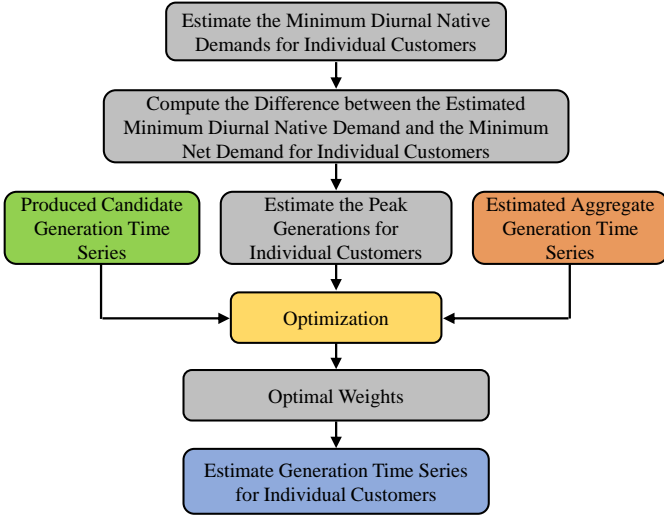 Estimate the Minimum Diurnal Native
Demands for Individual Customers
Compute the Difference between the Estimated
Minimum Diurnal Native Demand and the Minimum
Net Demand for Individual Customers
Produced Candidate
Generation Time
Series
Estimate the Peak
Generations for
Individual Customers
Estimated Aggregate
Generation Time
Series
Optimization
Optimal Weights
Estimate Generation Time Series
for Individual Customers